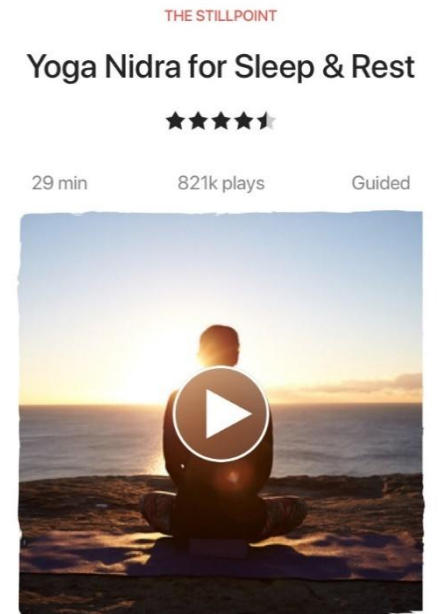 THE STILLPOINT
Yoga Nidra for Sleep & Rest
29 min 821k plays Guided